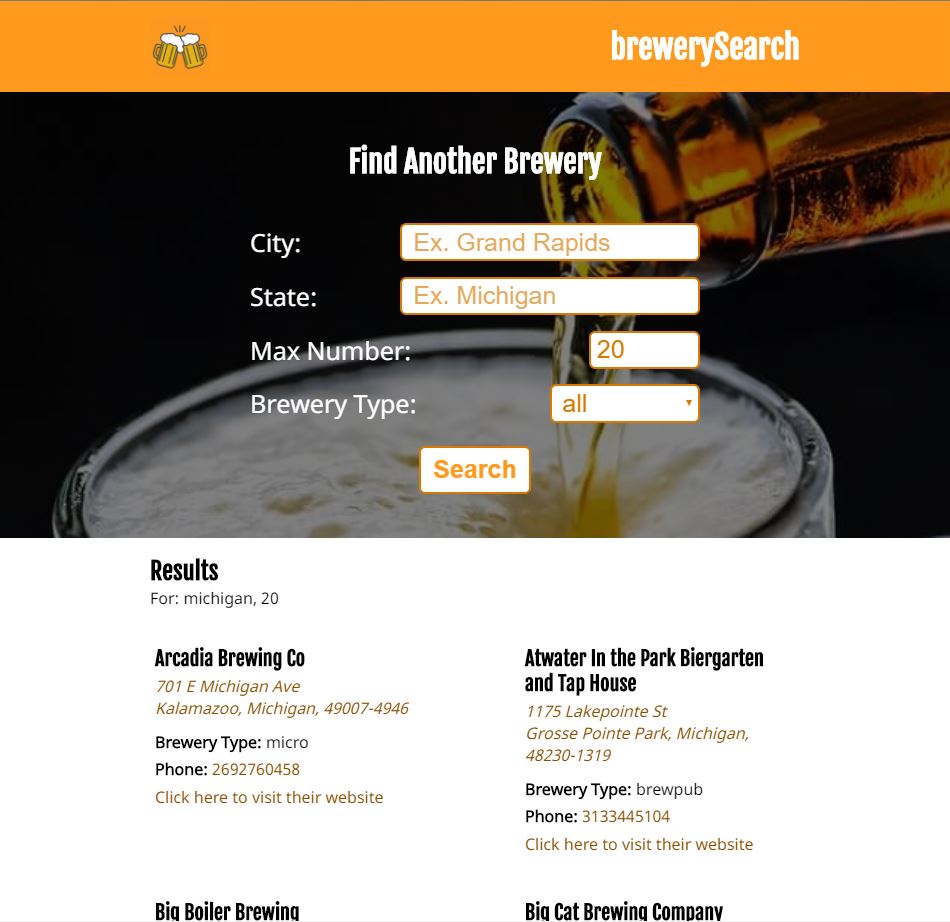 brewerySearch
Find Another Brewery
City:
Ex. Grand Rapids
State:
Ex. Michigan
Max Number:
20
Brewery Type:
all
Search
Results
For: michigan, 20
Arcadia Brewing Co
701 E Michigan Ave
Kalamazoo, Michigan, 49007-4946
Brewery Type: micro
Phone: 2692760458
Click here to visit their website
Atwater In the Park Biergarten
and Tap House
1175 Lakepointe St
Grosse Pointe Park, Michigan,
48230-1319
Brewery Type: brewpub
Phone: 3133445104
Click here to visit their website
Big Boiler Brewing
Big Cat Brewing Company